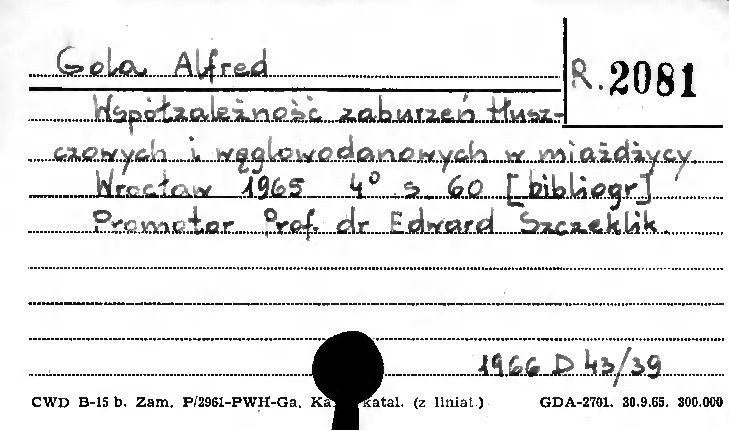 Gola Alfred
R. 2081
Współzależność zaburzeń tłusz-
czowych i węglowodanowych w miażdżycy
Wrocław 1965 4° s. 60 [bibliogr]
Promotor Prof. dr Edward Szczeklik.
1966 D 43/39
CWD B-15 b. Zam. P/2961-PWH-Ga. Ka katal. (z liniat.) GDA-2701. 30.9.65. 300.000